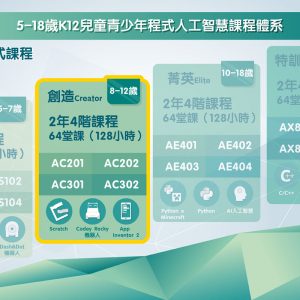 5-18歲K12兒童青少年程式人工智慧課程體系
式課程
5-7歲
S102
S104
Dash&Dot
機器人
8-12歲
創造Creator
2年4階課程
64堂課（128小時）
AC201
AC202
AC301
AC302
Scratch
Codey Rocky
機器人
App
Inventor 2
10-18歲
菁英Elite
2年4階課程
64堂課（128小時）
AE401
AE402
AE403
AE404
Python x
Minecraft
Python
AI人工智慧
特訓
2年4
64堂課
AX8
AX8
C/C++